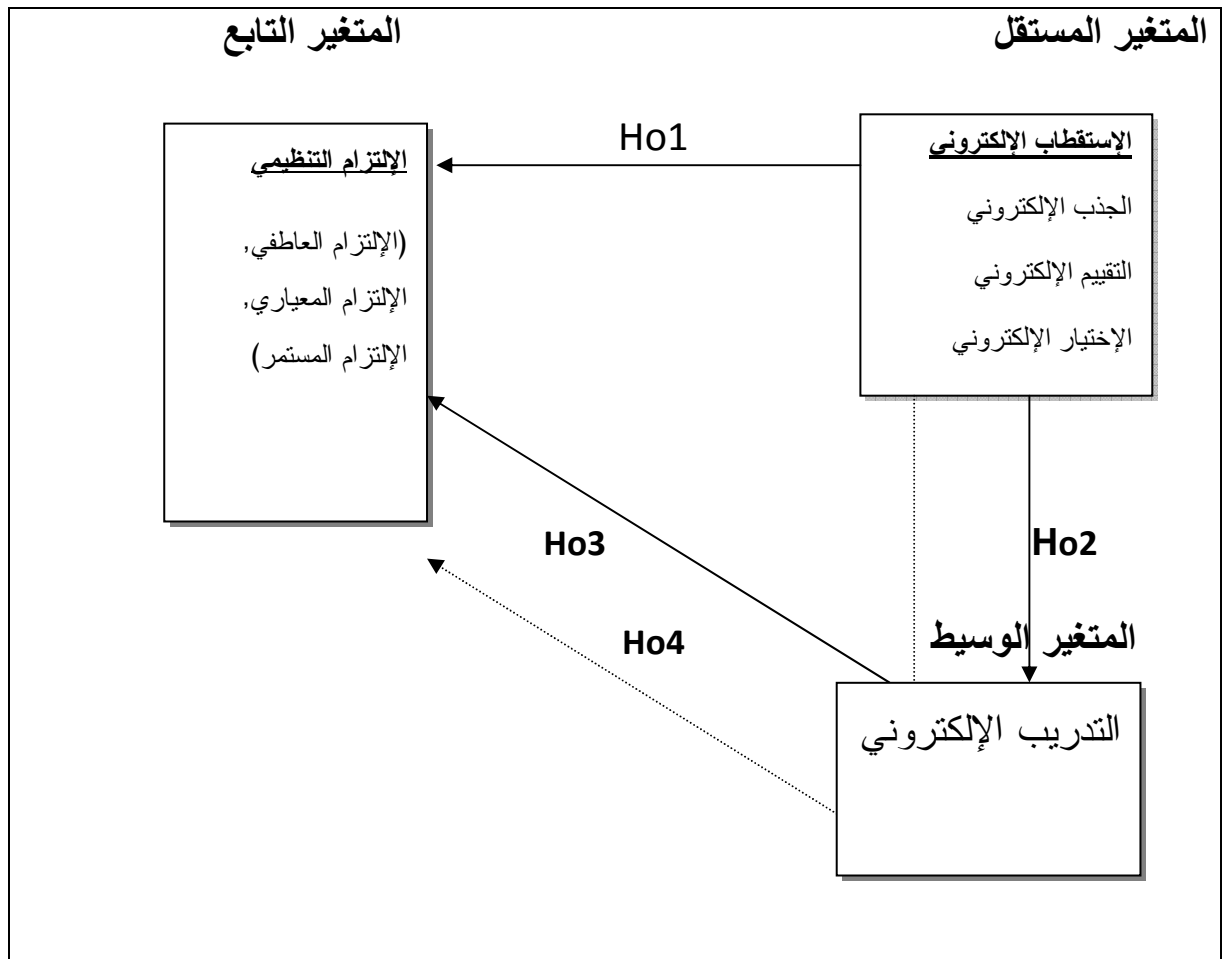 المتغير المستقل
المتغير التابع
الإستقطاب الإلكتروني
الجذب الإلكتروني
التقييم الإلكتروني
الإختيار الإلكتروني
Ho1
الإلتزام التنظيمي
(الإلتزام العاطفي,
الإلتزام المعياري,
الإلتزام المستمر)
Ho2
Ho3
Ho4
المتغير الوسيط
التدريب الإلكتروني